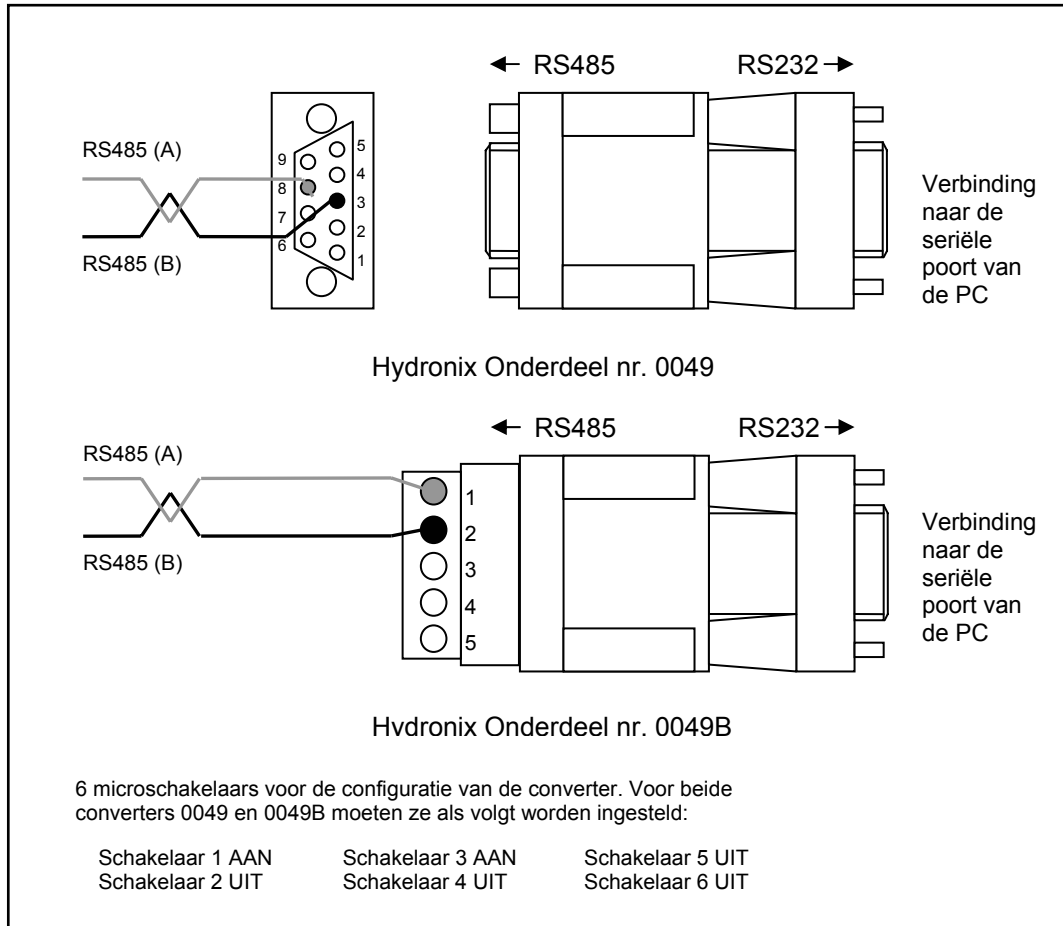 ← RS485 RS232 →
RS485 (A)
RS485 (B)
9
8
7
6
5
4
3
2
1
Verbinding
naar de
seriële
poort van
de PC
Hydronix Onderdeel nr. 0049
← RS485 RS232 →
RS485 (A)
RS485 (B)
1
2
3
4
5
Verbinding
naar de
seriële
poort van
de PC
Hydronix Onderdeel nr. 0049B
6 microschakelaars voor de configuratie van de converter. Voor beide
converters 0049 en 0049B moeten ze als volgt worden ingesteld:
Schakelaar 1 AAN Schakelaar 3 AAN Schakelaar 5 UIT
Schakelaar 2 UIT Schakelaar 4 UIT Schakelaar 6 UIT